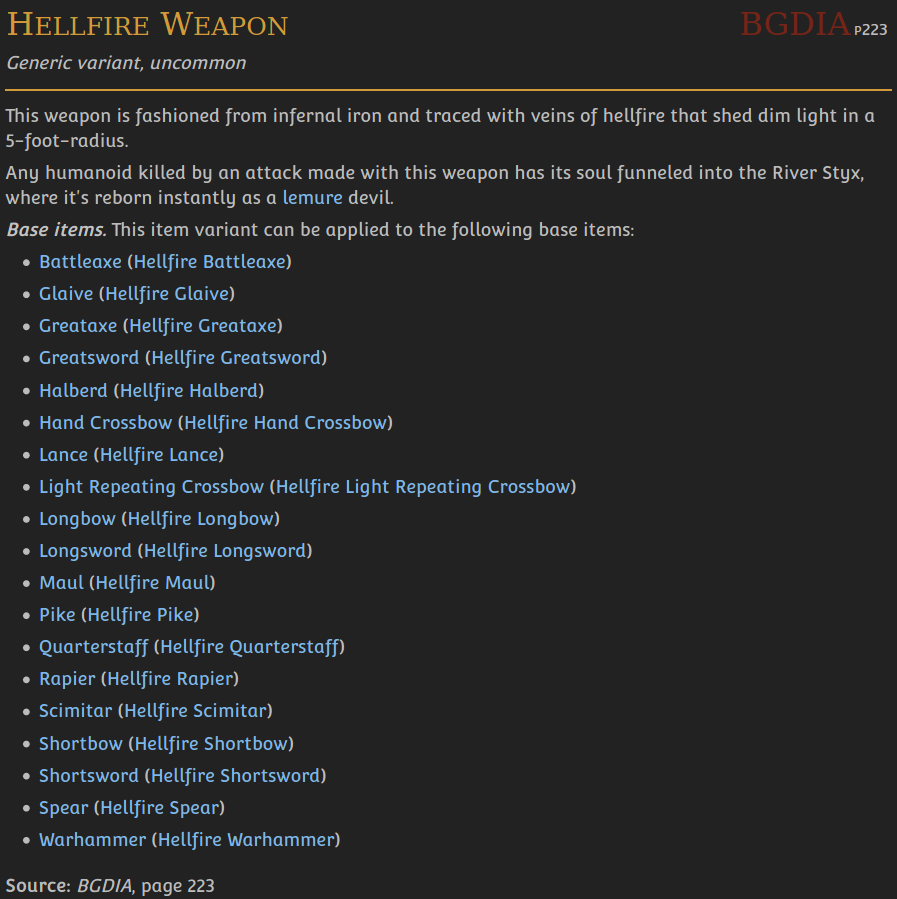 Hellfire Weapon BGDIA P223
Generic variant, uncommon
This weapon is fashioned from infernal iron and traced with veins of hellfire that shed dim light in a
5-foot-radius.
Any humanoid killed by an attack made with this weapon has its soul funneled into the River Styx,
where it's reborn instantly as a lemure devil.
Base items. This item variant can be applied to the following base items:
• Battleaxe (Hellfire Battleaxe)
• Glaive (Hellfire Glaive)
• Greataxe (Hellfire Greataxe)
• Greatsword (Hellfire Greatsword)
• Halberd (Hellfire Halberd)
• Hand Crossbow (Hellfire Hand Crossbow)
• Lance (Hellfire Lance)
• Light Repeating Crossbow (Hellfire Light Repeating Crossbow)
• Longbow (Hellfire Longbow)
• Longsword (Hellfire Longsword)
• Maul (Hellfire Maul)
• Pike (Hellfire Pike)
• Quarterstaff (Hellfire Quarterstaff)
• Rapier (Hellfire Rapier)
• Scimitar (Hellfire Scimitar)
• Shortbow (Hellfire Shortbow)
• Shortsword (Hellfire Shortsword)
• Spear (Hellfire Spear)
• Warhammer (Hellfire Warhammer)
Source: BGDIA, page 223